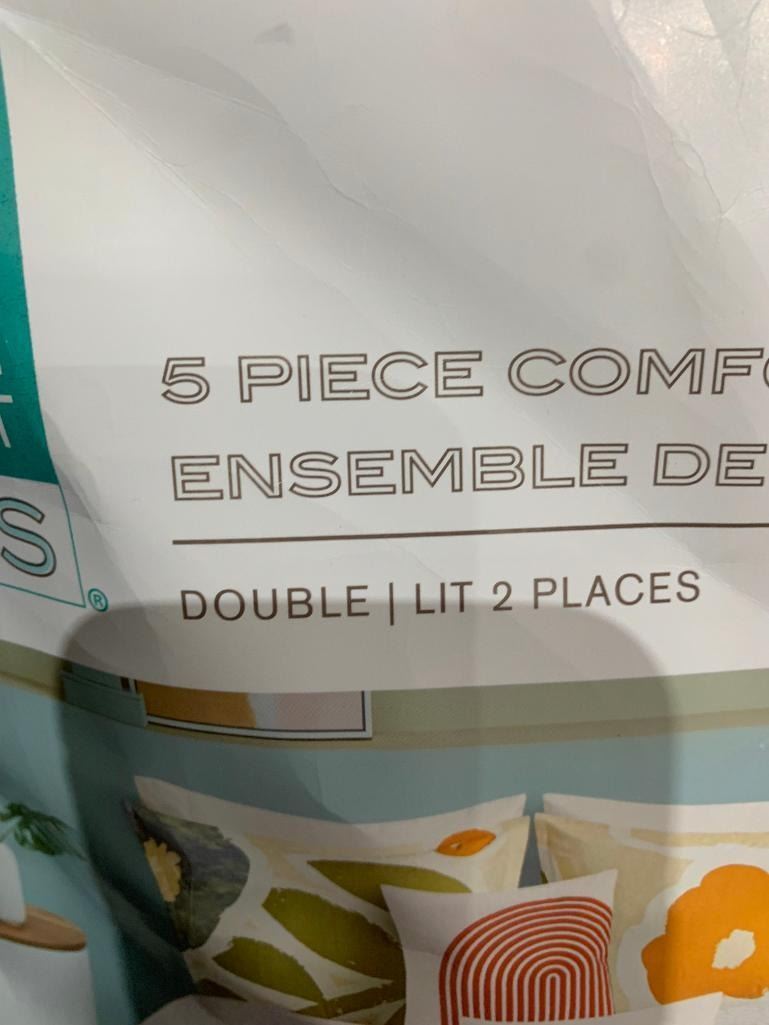 5 PIECE COMF
ENSEMBLE DE
DOUBLE | LIT 2 PLACES
S®